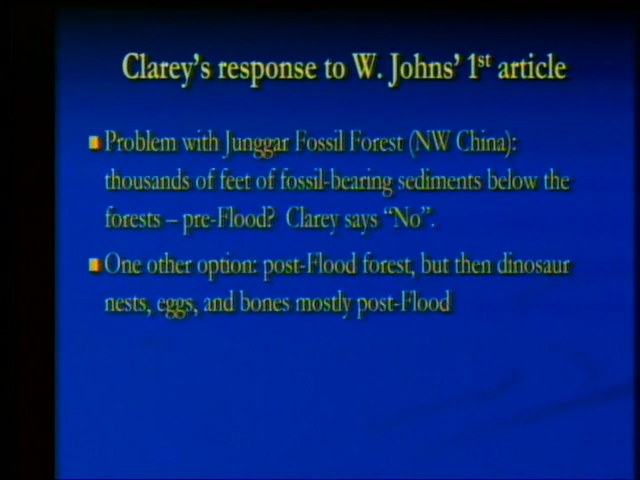 Clarey's response to W. Johns' 1st article
Problem with Junggar Fossil Forest (NW China):
thousands of feet of fossil-bearing sediments below the
forests – pre-Flood? Clarey says "No".
One other option: post-Flood forest, but then dinosaur
nests, eggs, and bones mostly post-Flood